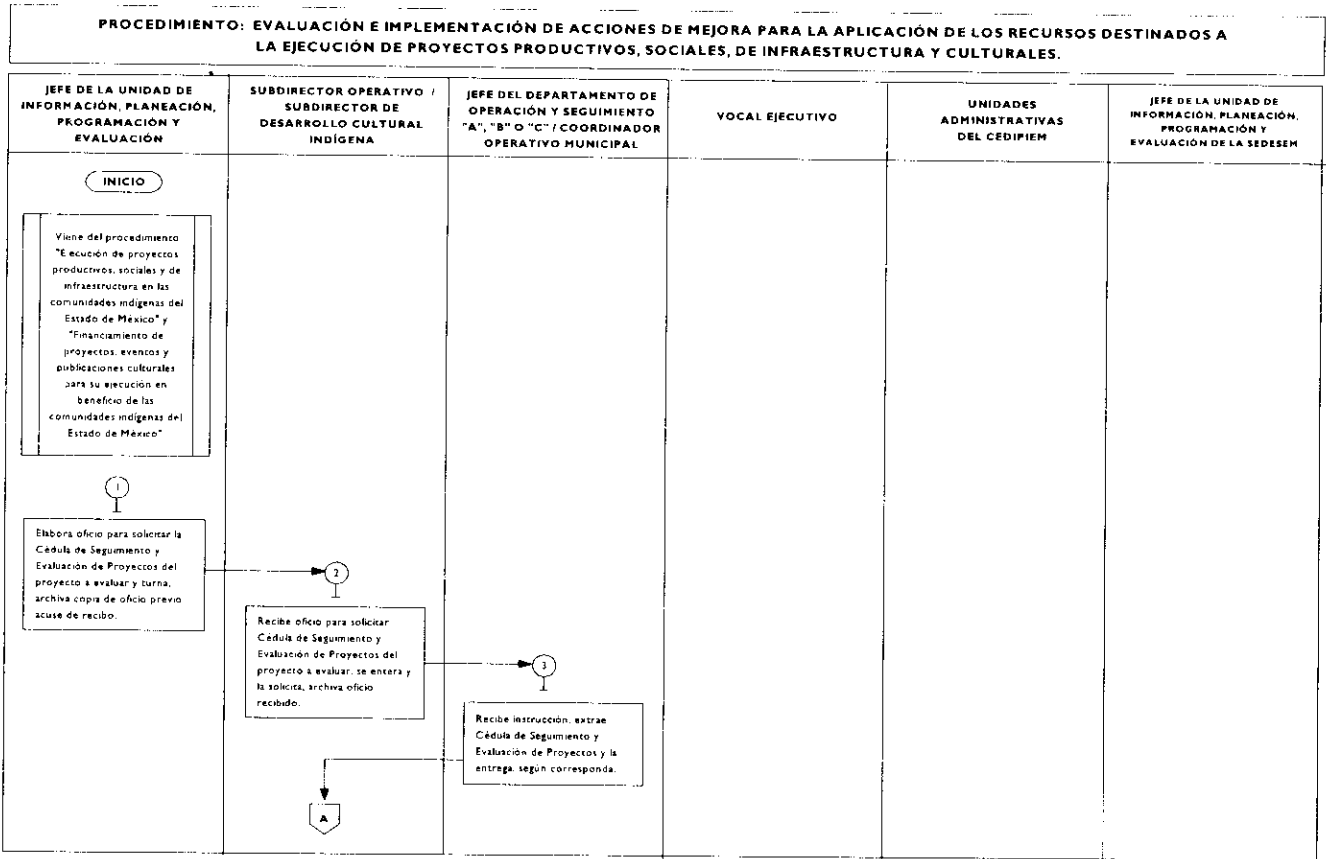 PROCEDIMIENTO: EVALUACIÓN E IMPLEMENTACIÓN DE ACCIONES DE MEJORA PARA LA APLICACIÓN DE LOS RECURSOS DESTINADOS A
LA EJECUCIÓN DE PROYECTOS PRODUCTIVOS, SOCIALES, DE INFRAESTRUCTURA Y CULTURALES.
JEFE DE LA UNIDAD DE
INFORMACIÓN, PLANEACIÓN,
PROGRAMACIÓN Y
EVALUACIÓN
SUBDIRECTOR OPERATIVO /
SUBDIRECTOR DE
DESARROLLO CULTURAL
INDÍGENA
JEFE DEL DEPARTAMENTO DE
OPERACIÓN Y SEGUIMIENTO
"A", "B" O "C" / COORDINADOR
OPERATIVO MUNICIPAL
VOCAL EJECUTIVO
UNIDADES
ADMINISTRATIVAS
DEL CEDIPIEM
JEFE DE LA UNIDAD DE
INFORMACIÓN, PLANEACIÓN,
PROGRAMACIÓN Y
EVALUACIÓN DE LA SEDESEM
INICIO
Viene del procedimiento
"Ejecución de proyectos
productivos, sociales y de
infraestructura en las
comunidades indígenas del
Estado de México" y
"Financiamiento de
proyectos, eventos y
publicaciones culturales
para su ejecución en
beneficio de las
comunidades indígenas del
Estado de México"
1
Elabora oficio para solicitar la
Cédula de Seguimiento y
Evaluación de Proyectos del
proyecto a evaluar y turna,
archiva copia de oficio previo
acuse de recibo.
2
Recibe oficio para solicitar
Cédula de Seguimiento y
Evaluación de Proyectos del
proyecto a evaluar, se entera y
la solicita, archiva oficio
recibido.
3
Recibe instrucción, extrae
Cédula de Seguimiento y
Evaluación de Proyectos y la
entrega, según corresponda.
A